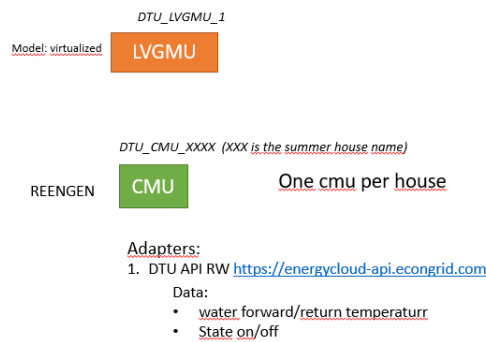 DTU_LVGMU_1
Model: virtualized
LVGMU
DTU_CMU_XXXX (XXX is the summer house name)
REENGEN
CMU
One cmu per house
Adapters:
1. DTU API RW https://energycloud-api.econgrid.com
Data:
• water forward/return temperaturr
• State on/off